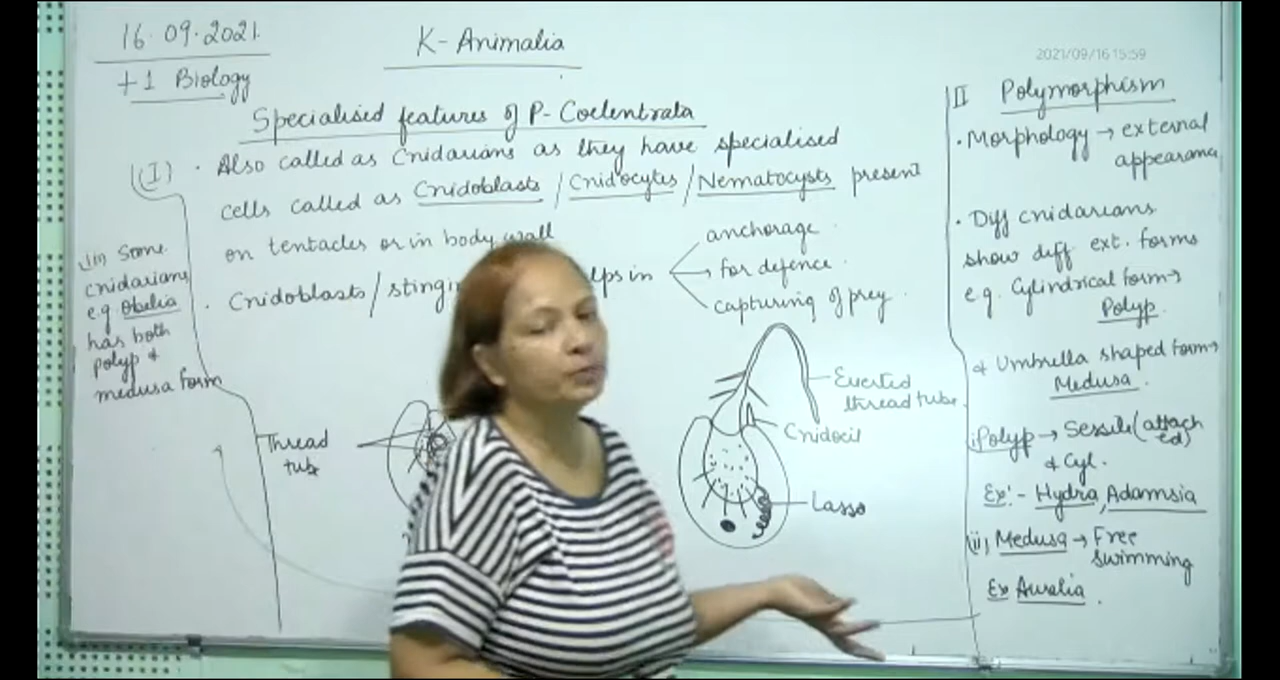 16.09.2021
+1 Biology
K- Animalia
2021/09/16 15:59
Specialised features of P- Coelentrata
(I) . Also called as Cnidarians as they have specialised
cells called as Cnidoblasts / Cnidocytes / Nematocysts present
on tentacles or in body wall
. Cnidoblasts / stingi
lps in
anchorage
for defence.
capturing of prey.
Everted
thread tube.
Cnidocil
Lasso
Thread
tube
iii) Some
cnidarians
e.g Obelia
has both
polyp &
medusa form
II Polymorphism
. Morphology → external
appearance
. Diff cnidarians
show diff ext. forms
e.g. Cylindrical form →
Polyp.
& Umbrella shaped form →
Medusa.
i) Polyp → Sessile (attach
ed)
& Cyl.
Ex:- Hydra, Adamsia
(ii) Medusa → Free
swimming
Ex Aurelia.